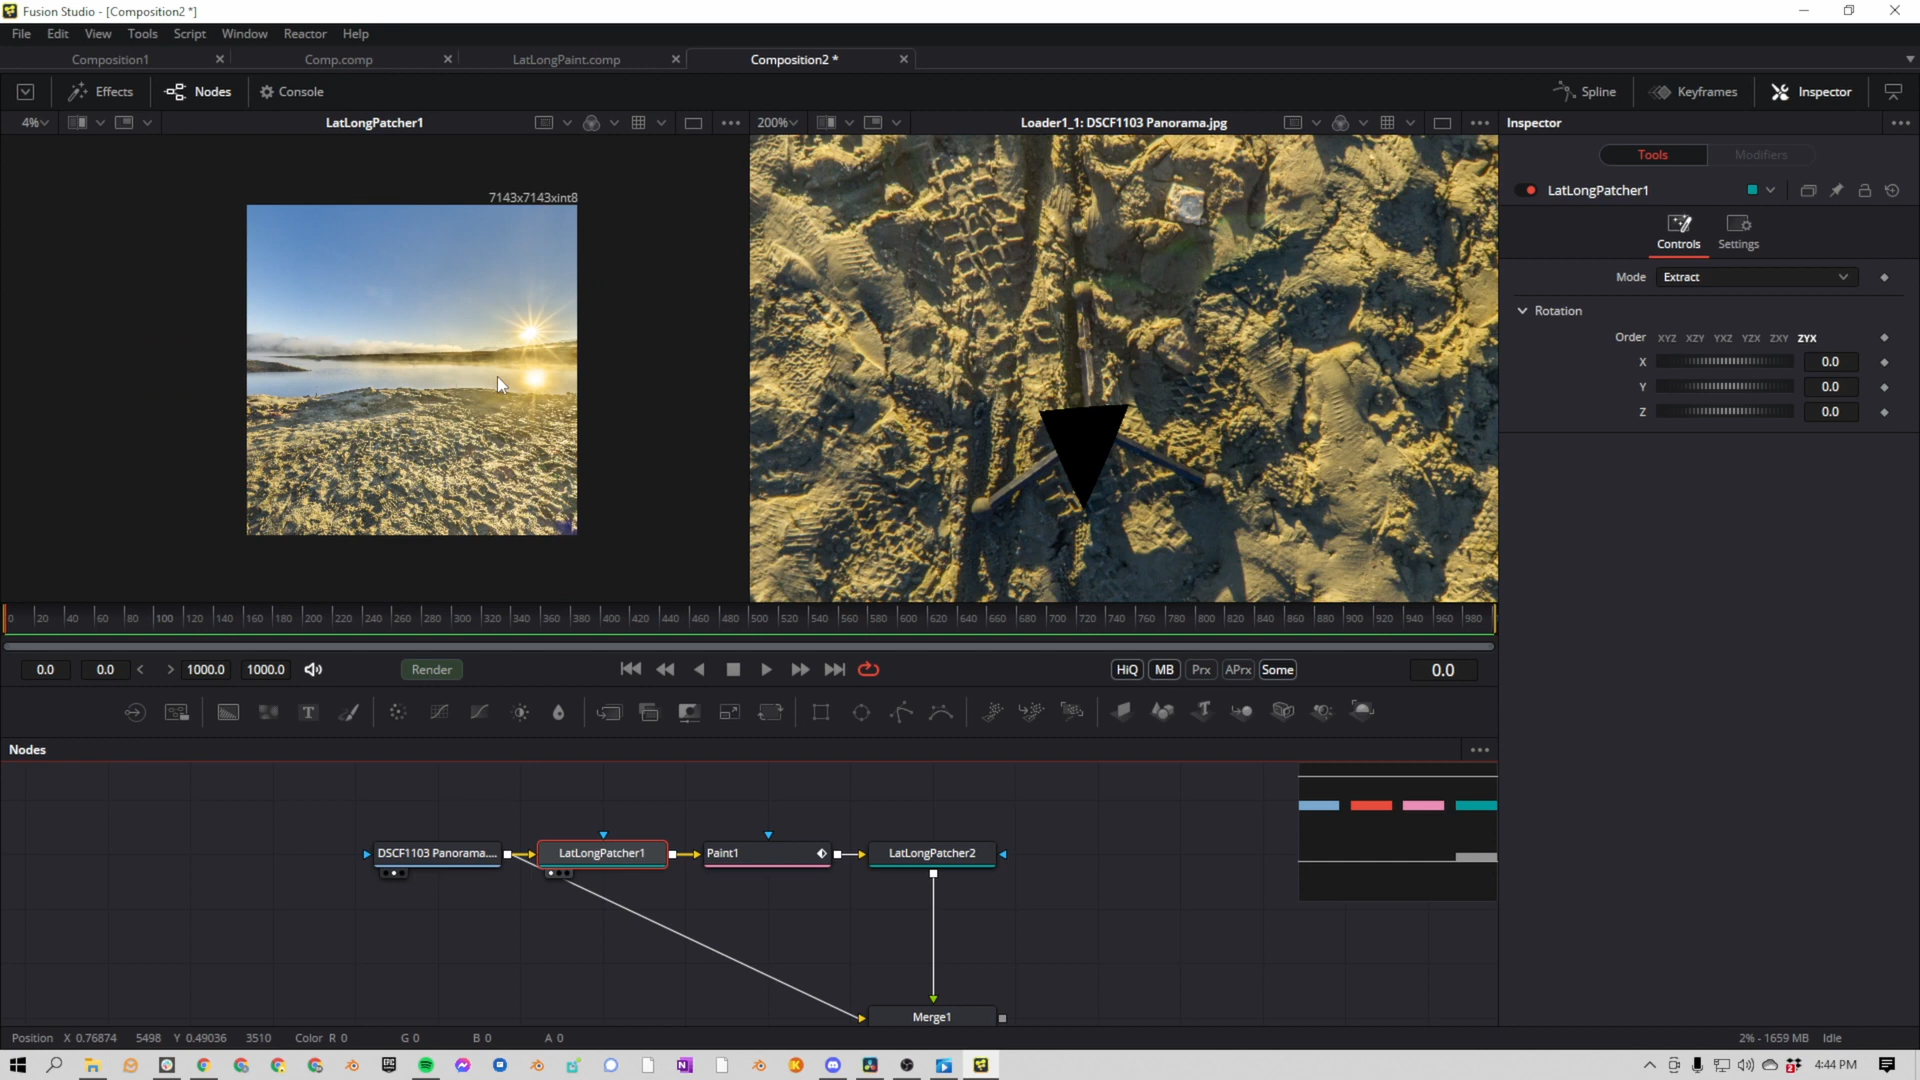 Fusion Studio - [Composition2 *]
File Edit View Tools Script Window Reactor Help
Composition1 Comp.comp LatLongPaint.comp Composition2 *
Effects Nodes Console Spline Keyframes Inspector
4% LatLongPatcher1 200% Loader1_1: DSCF1103 Panorama.jpg Inspector
Tools Modifiers
7143x7143xint8
LatLongPatcher1
Controls Settings
Mode Extract
Rotation
Order XYZ XZY YXZ YZX ZXY ZYX
X 0.0
Y 0.0
Z 0.0
0 20 40 60 80 100 120 140 160 180 200 220 240 260 280 300 320 340 360 380 400 420 440 460 480 500 520 540 560 580 600 620 640 660 680 700 720 740 760 780 800 820 840 860 880 900 920 940 960 980
0.0 0.0 < > 1000.0 1000.0 Render HiQ MB Prx APrx Some 0.0
Nodes
DSCF1103 Panorama.... LatLongPatcher1 Paint1 LatLongPatcher2
Merge1
Position X 0.76874 5498 Y 0.49036 3510 Color R 0 G 0 B 0 A 0 2% - 1659 MB Idle
4:44 PM